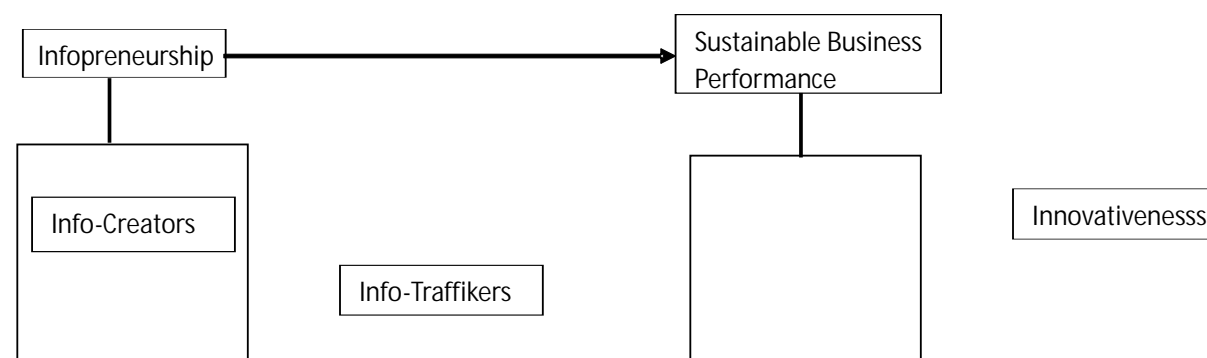 Infopreneurship
Sustainable Business
Performance
Info-Creators
Innovativenesss
Info-Traffikers